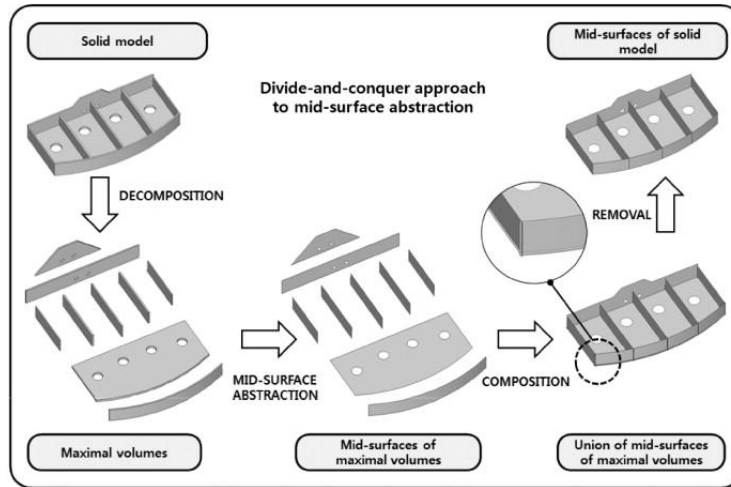 Solid model
Mid-surfaces of solid
model
Divide-and-conquer approach
to mid-surface abstraction
DECOMPOSITION
REMOVAL
MID-SURFACE
ABSTRACTION
COMPOSITION
Maximal volumes
Mid-surfaces of
maximal volumes
Union of mid-surfaces
of maximal volumes